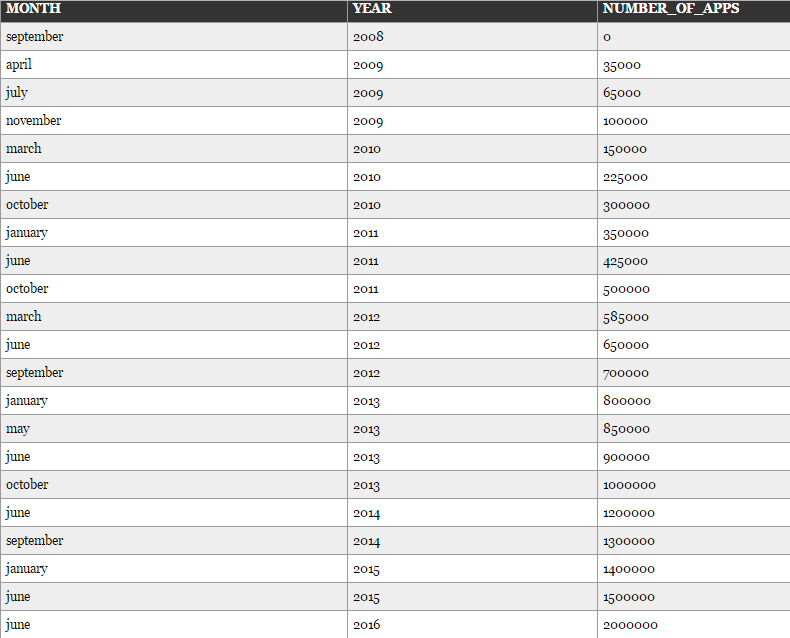 MONTH YEAR NUMBER_OF_APPS
september 2008 0
april 2009 35000
july 2009 65000
november 2009 100000
march 2010 150000
june 2010 225000
october 2010 300000
january 2011 350000
june 2011 425000
october 2011 500000
march 2012 585000
june 2012 650000
september 2012 700000
january 2013 800000
may 2013 850000
june 2013 900000
october 2013 1000000
june 2014 1200000
september 2014 1300000
january 2015 1400000
june 2015 1500000
june 2016 2000000